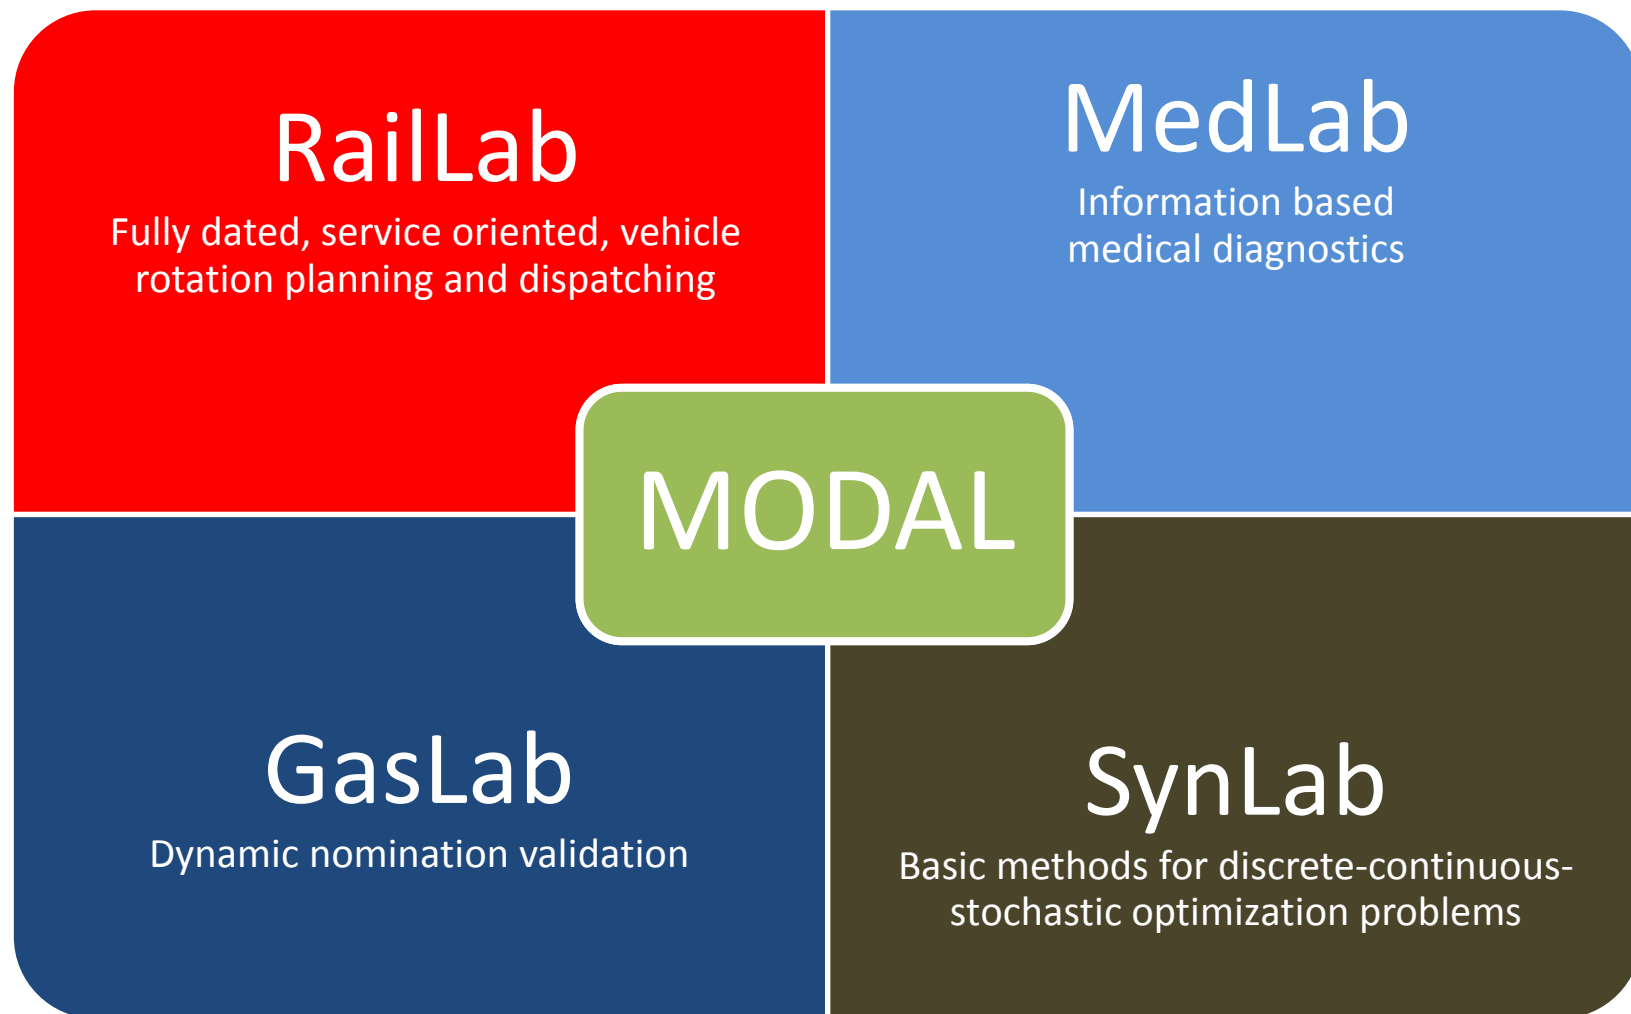 RailLab
Fully dated, service oriented, vehicle
rotation planning and dispatching
MedLab
Information based
medical diagnostics
MODAL
GasLab
Dynamic nomination validation
SynLab
Basic methods for discrete-continuous-
stochastic optimization problems